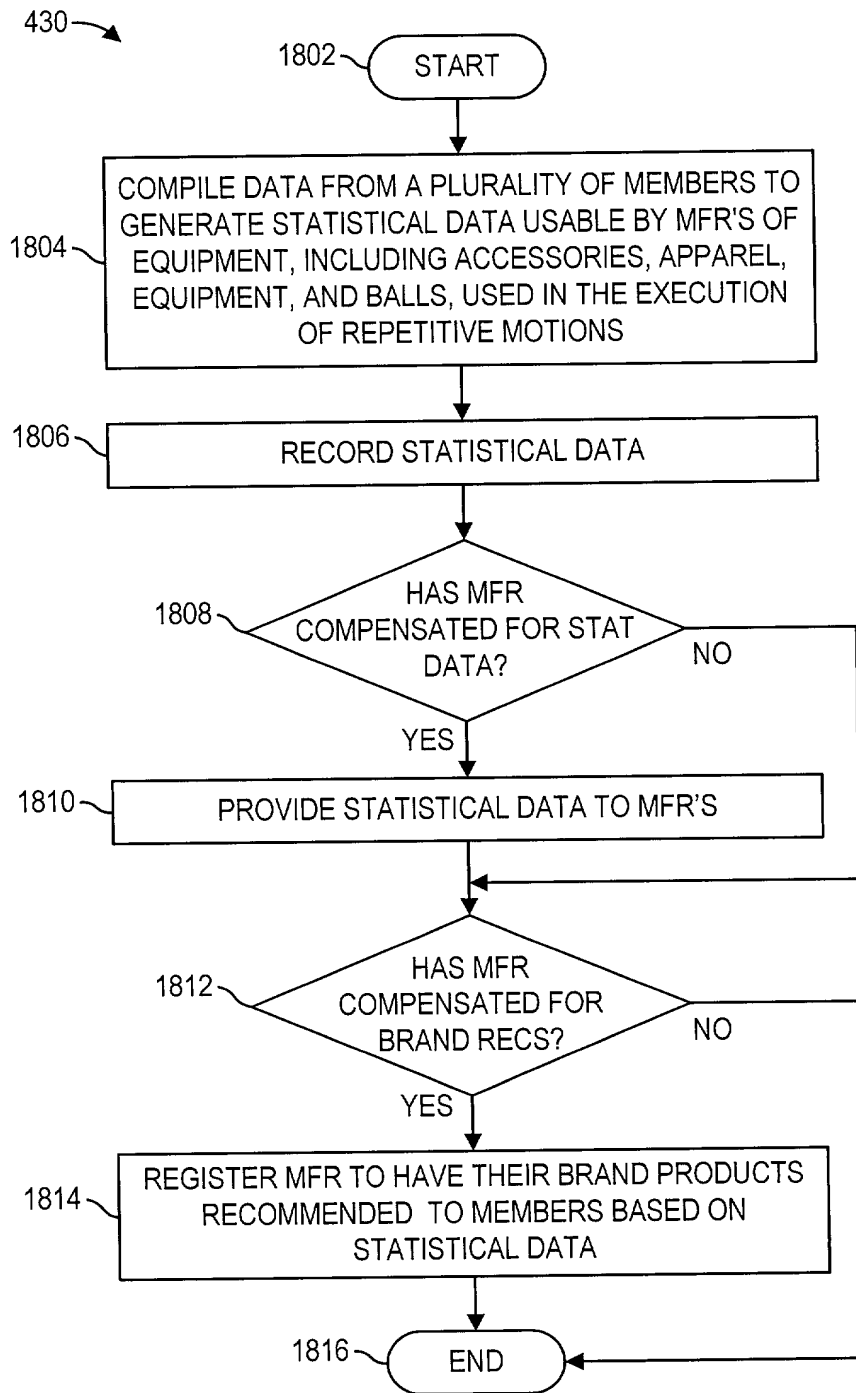 430
1802
START
1804
COMPILE DATA FROM A PLURALITY OF MEMBERS TO
GENERATE STATISTICAL DATA USABLE BY MFR'S OF
EQUIPMENT, INCLUDING ACCESSORIES, APPAREL,
EQUIPMENT, AND BALLS, USED IN THE EXECUTION
OF REPETITIVE MOTIONS
1806
RECORD STATISTICAL DATA
1808
HAS MFR
COMPENSATED FOR STAT
DATA?
NO
YES
1810
PROVIDE STATISTICAL DATA TO MFR'S
1812
HAS MFR
COMPENSATED FOR
BRAND RECS?
NO
YES
1814
REGISTER MFR TO HAVE THEIR BRAND PRODUCTS
RECOMMENDED TO MEMBERS BASED ON
STATISTICAL DATA
1816
END